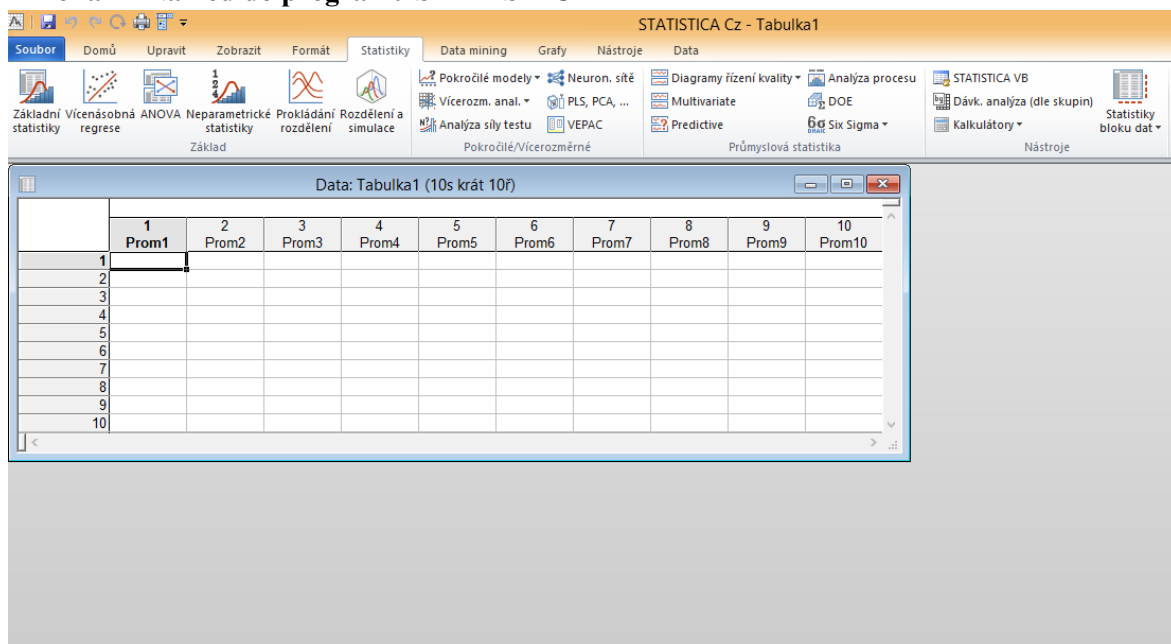 STATISTICA Cz - Tabulka1
Soubor Domů Upravit Zobrazit Formát Statistiky Data mining Grafy Nástroje Data
Základní statistiky
Vícenásobná regrese
ANOVA
Neparametrické statistiky
Prokládání rozdělení
Rozdělení a simulace
Základ
Pokročilé modely
Neuron. sítě
Vícerozm. anal.
PLS, PCA, ...
Analýza síly testu
VEPAC
Pokročilé/Vícerozměrné
Diagramy řízení kvality
Analýza procesu
Multivariate
DOE
Predictive
Six Sigma
Průmyslová statistika
STATISTICA VB
Dávk. analýza (dle skupin)
Kalkulátory
Statistiky bloku dat
Nástroje
Data: Tabulka1 (10s krát 10ř)
1 2 3 4 5 6 7 8 9 10
Prom1 Prom2 Prom3 Prom4 Prom5 Prom6 Prom7 Prom8 Prom9 Prom10
1
2
3
4
5
6
7
8
9
10